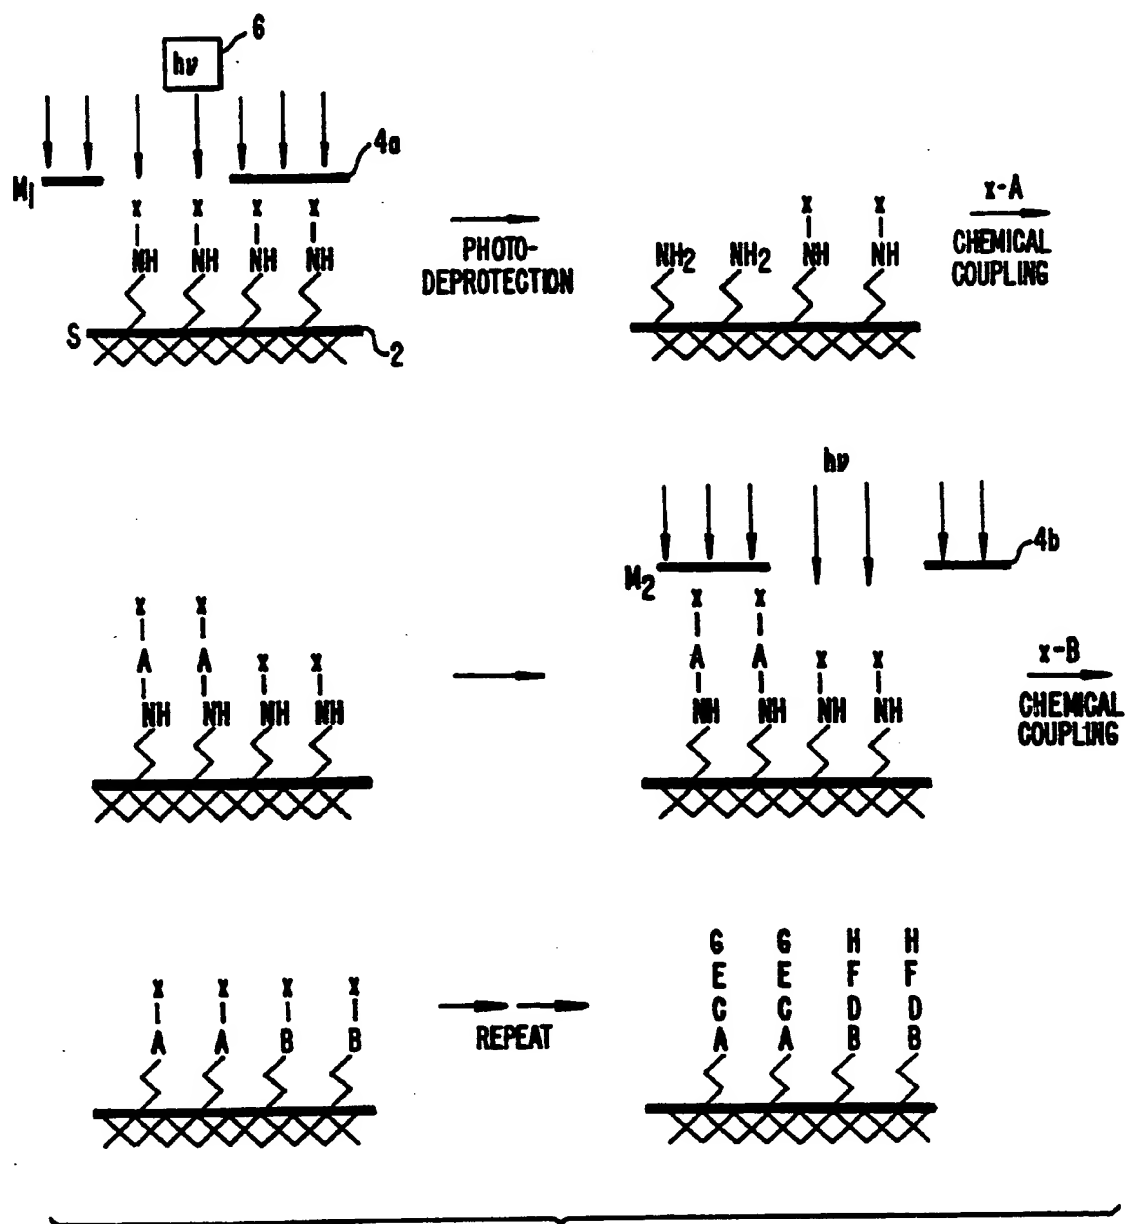 6
hν
4a
M1
x x x x
NH NH NH NH
S
2
PHOTO-
DEPROTECTION
x x
NH2 NH2 NH NH
x-A
CHEMICAL
COUPLING
x x
A A x x
NH NH NH NH
hν
4b
M2
x x
A A x x
NH NH NH NH
x-B
CHEMICAL
COUPLING
x x x x
A A B B
REPEAT
G G H H
E E F F
C C D D
A A B B